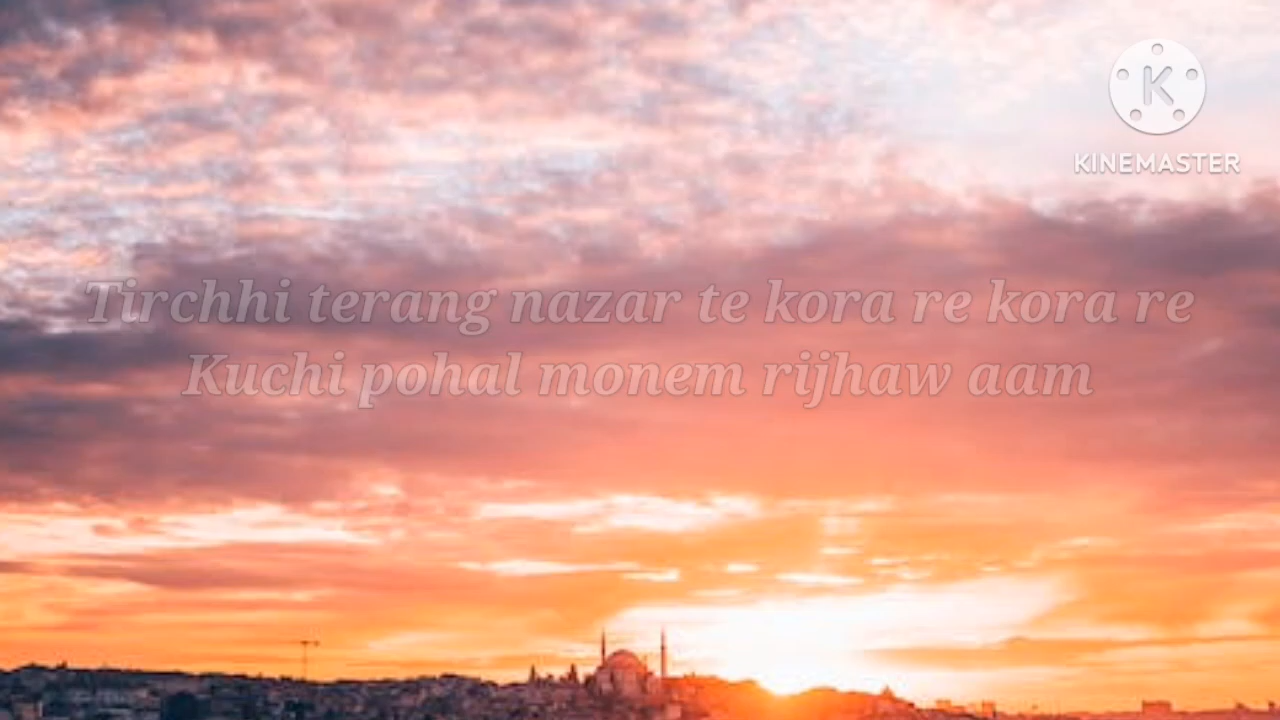 K
KINEMASTER
Tirchhi terang nazar te kora re kora re
Kuchi pohal monem rijhaw aam